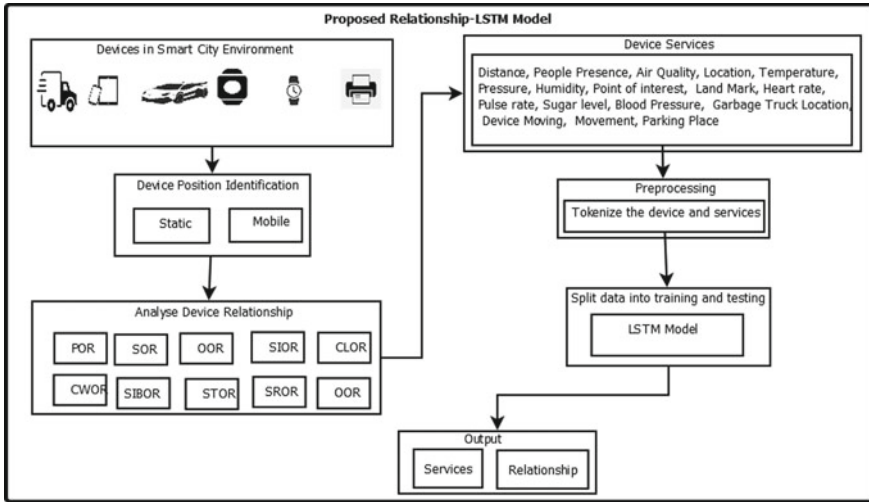 Proposed Relationship-LSTM Model
Devices in Smart City Environment
Device Position Identification
Static
Mobile
Analyse Device Relationship
POR
SOR
OOR
SIOR
CLOR
CWOR
SIBOR
STOR
SROR
OOR
Device Services
Distance, People Presence, Air Quality, Location, Temperature,
Pressure, Humidity, Point of interest, Land Mark, Heart rate,
Pulse rate, Sugar level, Blood Pressure, Garbage Truck Location,
Device Moving, Movement, Parking Place
Preprocessing
Tokenize the device and services
Split data into training and testing
LSTM Model
Output
Services
Relationship